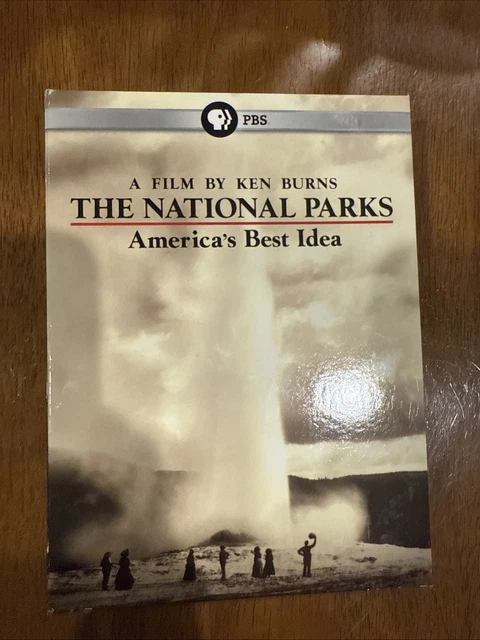 PBS
A FILM BY KEN BURNS
THE NATIONAL PARKS
America's Best Idea